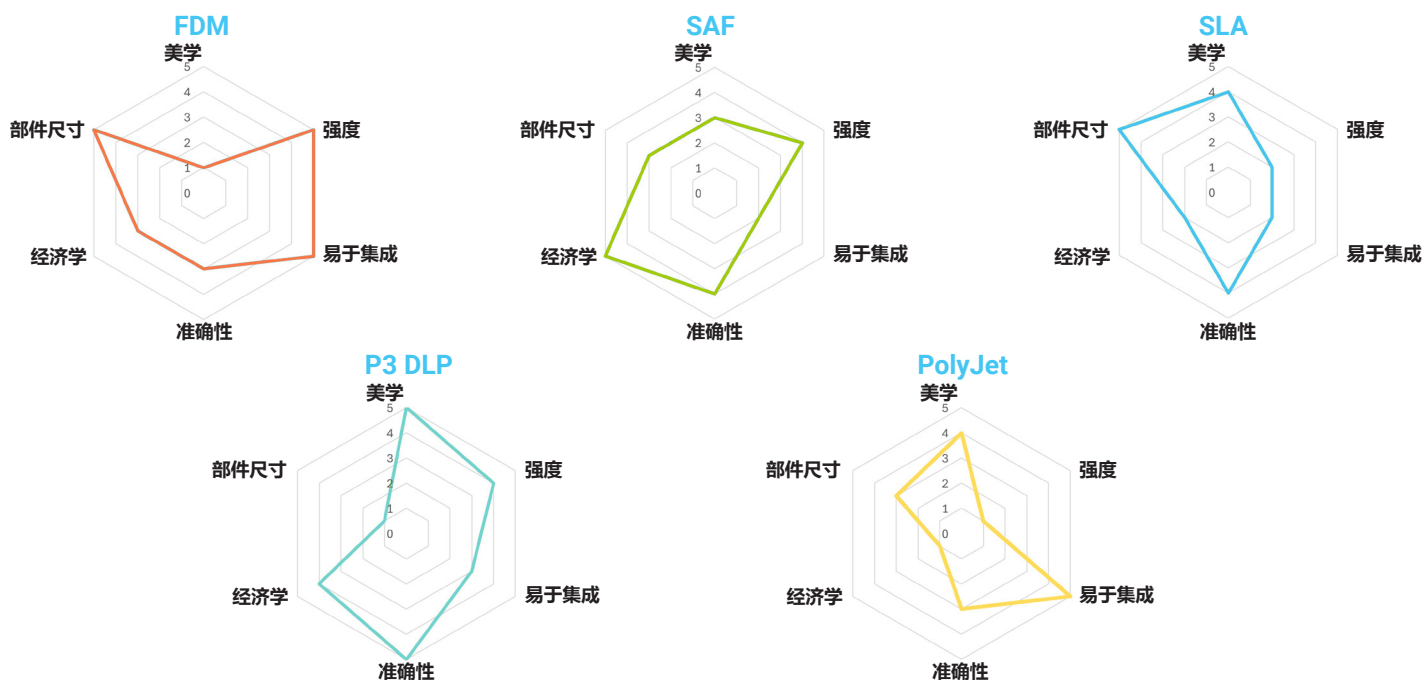 FDM
美学
5
4
3
2
1
0
部件尺寸
强度
经济学
易于集成
准确性
SAF
美学
5
4
3
2
1
0
部件尺寸
强度
经济学
易于集成
准确性
SLA
美学
5
4
3
2
1
0
部件尺寸
强度
经济学
易于集成
准确性
P3 DLP
美学
5
4
3
2
1
0
部件尺寸
强度
经济学
易于集成
准确性
PolyJet
美学
5
4
3
2
1
0
部件尺寸
强度
经济学
易于集成
准确性